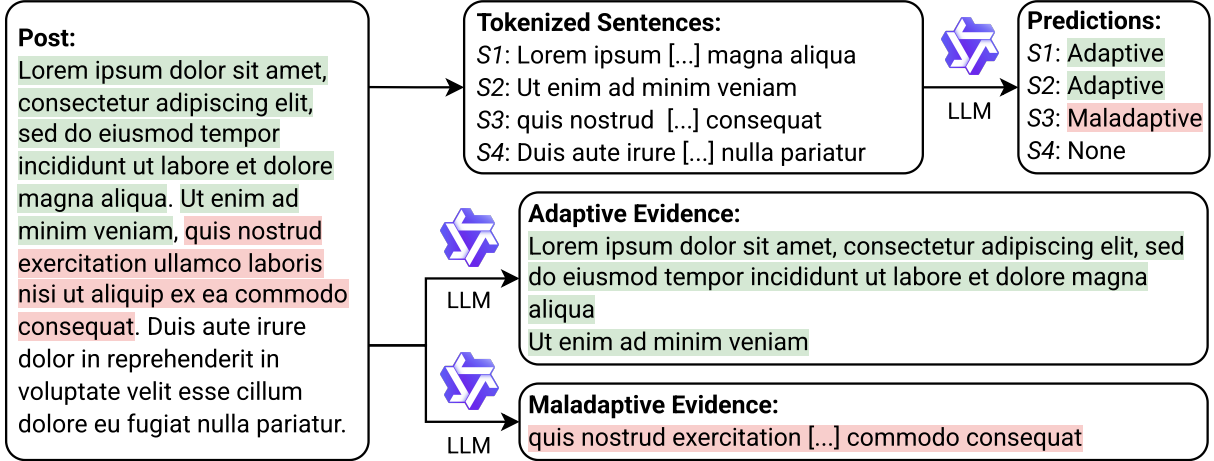 Post:
Lorem ipsum dolor sit amet,
consectetur adipiscing elit,
sed do eiusmod tempor
incididunt ut labore et dolore
magna aliqua. Ut enim ad
minim veniam, quis nostrud
exercitation ullamco laboris
nisi ut aliquip ex ea commodo
consequat. Duis aute irure
dolor in reprehenderit in
voluptate velit esse cillum
dolore eu fugiat nulla pariatur.
Tokenized Sentences:
S1: Lorem ipsum [...] magna aliqua
S2: Ut enim ad minim veniam
S3: quis nostrud [...] consequat
S4: Duis aute irure [...] nulla pariatur
LLM
Predictions:
S1: Adaptive
S2: Adaptive
S3: Maladaptive
S4: None
LLM
Adaptive Evidence:
Lorem ipsum dolor sit amet, consectetur adipiscing elit, sed
do eiusmod tempor incididunt ut labore et dolore magna
aliqua
Ut enim ad minim veniam
LLM
Maladaptive Evidence:
quis nostrud exercitation [...] commodo consequat